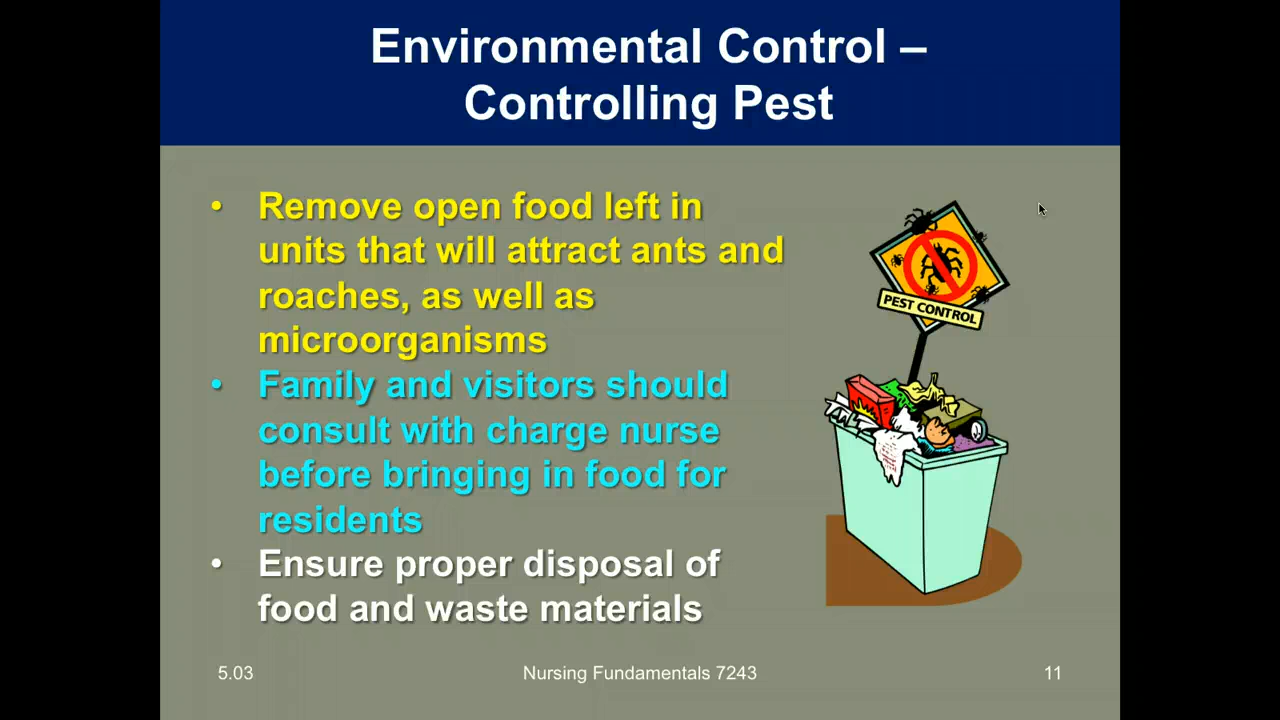 Environmental Control –
Controlling Pest
• Remove open food left in
units that will attract ants and
roaches, as well as
microorganisms
• Family and visitors should
consult with charge nurse
before bringing in food for
residents
• Ensure proper disposal of
food and waste materials
PEST CONTROL
5.03 Nursing Fundamentals 7243 11